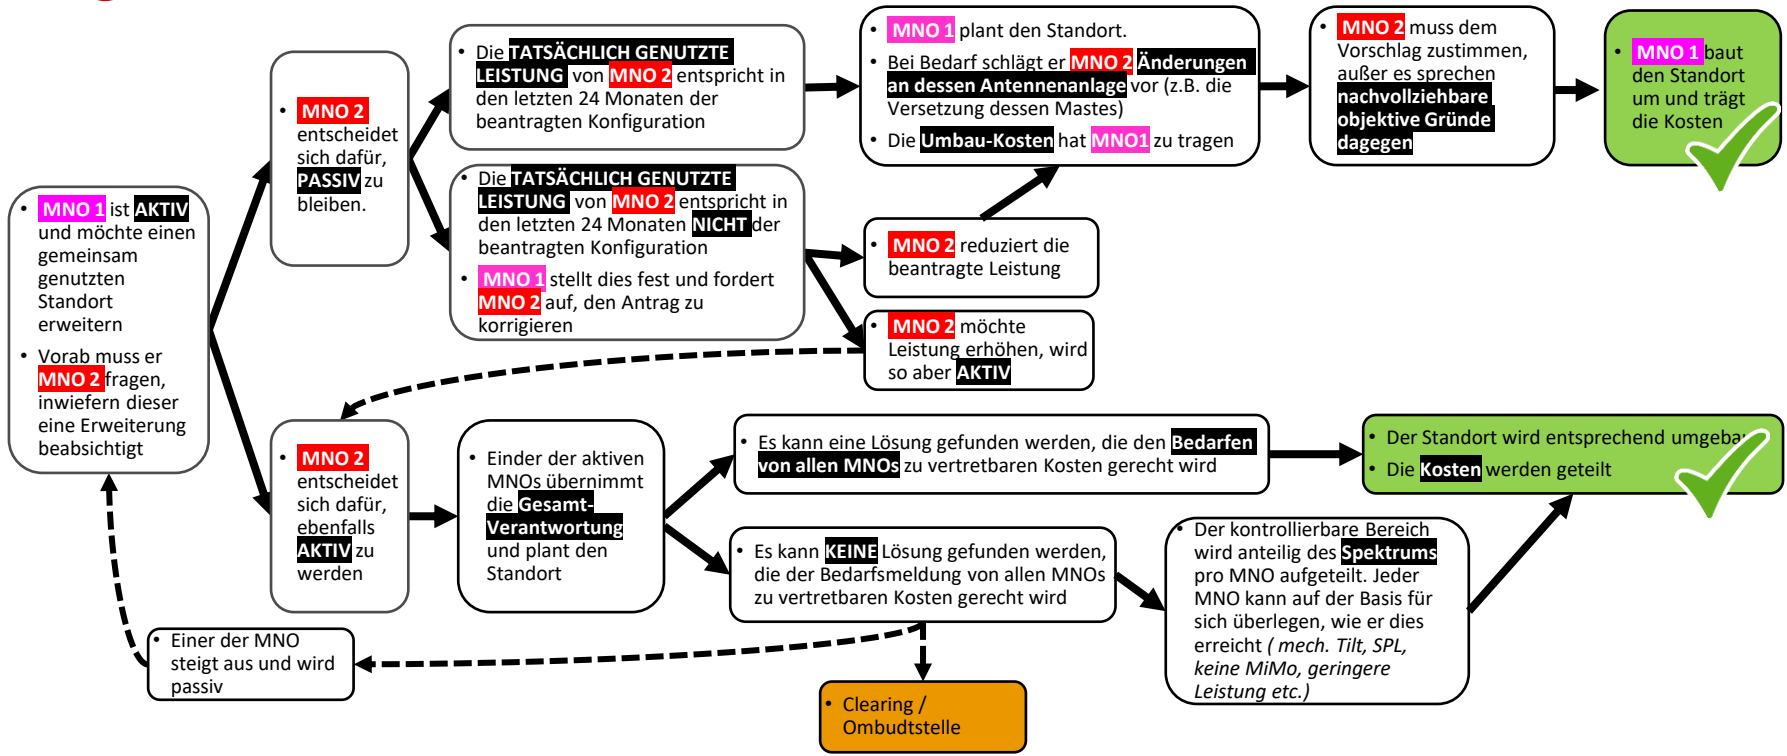 • MNO 1 ist AKTIV
und möchte einen
gemeinsam
genutzten
Standort
erweitern
• Vorab muss er
MNO 2 fragen,
inwiefern dieser
eine Erweiterung
beabsichtigt
• MNO 2
entscheidet
sich dafür,
PASSIV zu
bleiben.
• Die TATSÄCHLICH GENUTZTE
LEISTUNG von MNO 2 entspricht in
den letzten 24 Monaten der
beantragten Konfiguration
• Die TATSÄCHLICH GENUTZTE
LEISTUNG von MNO 2 entspricht in
den letzten 24 Monaten NICHT der
beantragten Konfiguration
• MNO 1 stellt dies fest und fordert
MNO 2 auf, den Antrag zu
korrigieren
• MNO 1 plant den Standort.
• Bei Bedarf schlägt er MNO 2 Änderungen
an dessen Antennenanlage vor (z.B. die
Versetzung dessen Mastes)
• Die Umbau-Kosten hat MNO1 zu tragen
• MNO 2 muss dem
Vorschlag zustimmen,
außer es sprechen
nachvollziehbare
objektive Gründe
dagegen
• MNO 1 baut
den Standort
um und trägt
die Kosten
• MNO 2 reduziert die
beantragte Leistung
• MNO 2 möchte
Leistung erhöhen, wird
so aber AKTIV
• MNO 2
entscheidet
sich dafür,
ebenfalls
AKTIV zu
werden
• Einder der aktiven
MNOs übernimmt
die Gesamt-
Verantwortung
und plant den
Standort
• Es kann eine Lösung gefunden werden, die den Bedarfen
von allen MNOs zu vertretbaren Kosten gerecht wird
• Der Standort wird entsprechend
• Die Kosten werden geteilt
• Es kann KEINE Lösung gefunden werden,
die der Bedarfsmeldung von allen MNOs
zu vertretbaren Kosten gerecht wird
• Der kontrollierbare Bereich
wird anteilig des Spektrums
pro MNO aufgeteilt. Jeder
MNO kann auf der Basis für
sich überlegen, wie er dies
erreicht ( mech. Tilt, SPL,
keine MiMo, geringere
Leistung etc.)
• Einer der MNO
steigt aus und wird
passiv
• Clearing /
Ombudtstelle